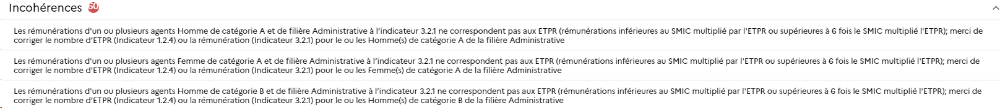 Incohérences 60
Les rémunérations d'un ou plusieurs agents Homme de catégorie A et de filière Administrative à l’indicateur 3.2.1 ne correspondent pas aux ETPR (rémunérations inférieures au SMIC multiplié par l'ETPR ou supérieures à 6 fois le SMIC multiplié l'ETPR); merci de
corriger le nombre d’ETPR (Indicateur 1.2.4) ou la rémunération (Indicateur 3.2.1) pour le ou les Homme(s) de catégorie A de la filière Administrative
Les rémunérations d'un ou plusieurs agents Femme de catégorie A et de filière Administrative à l’indicateur 3.2.1 ne correspondent pas aux ETPR (rémunérations inférieures au SMIC multiplié par l'ETPR ou supérieures à 6 fois le SMIC multiplié l'ETPR); merci de
corriger le nombre d’ETPR (Indicateur 1.2.4) ou la rémunération (Indicateur 3.2.1) pour le ou les Femme(s) de catégorie A de la filière Administrative
Les rémunérations d'un ou plusieurs agents Homme de catégorie B et de filière Administrative à l’indicateur 3.2.1 ne correspondent pas aux ETPR (rémunérations inférieures au SMIC multiplié par l'ETPR ou supérieures à 6 fois le SMIC multiplié l'ETPR); merci de
corriger le nombre d’ETPR (Indicateur 1.2.4) ou la rémunération (Indicateur 3.2.1) pour le ou les Homme(s) de catégorie B de la filière Administrative